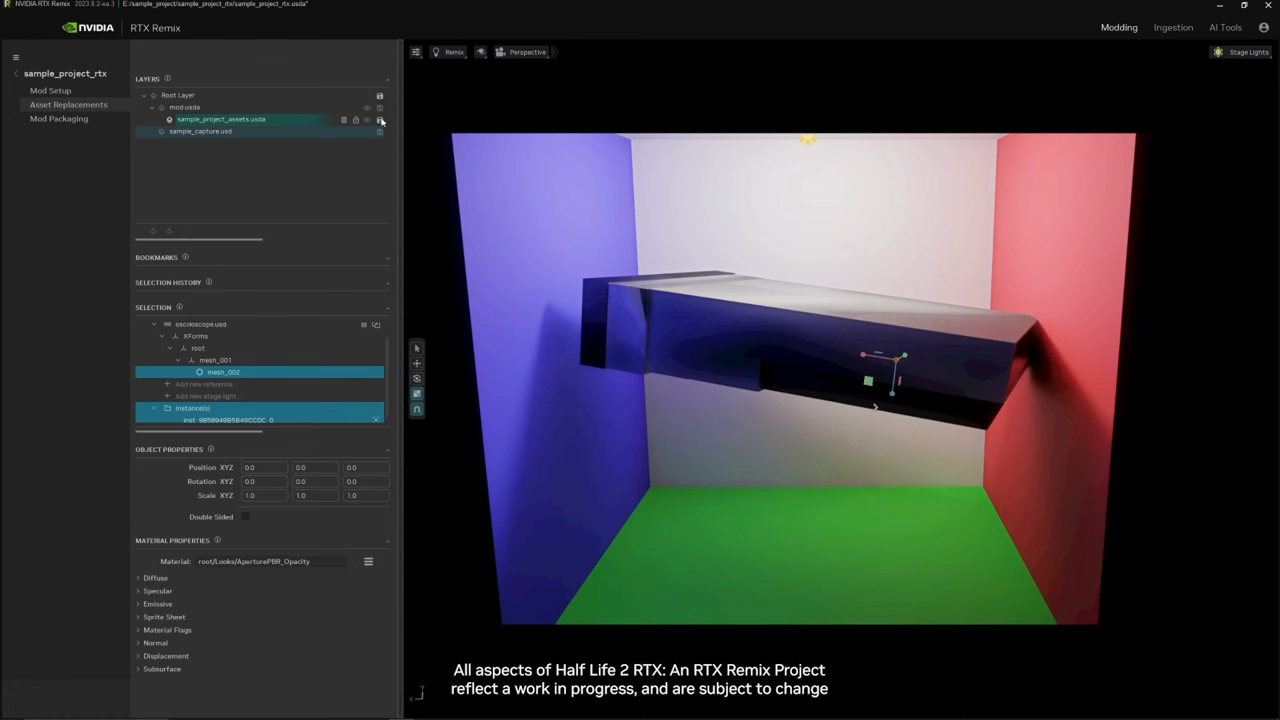 NVIDIA RTX Remix 2023.8.2-ea.3 E:/sample_project/sample_project_rtx/sample_project_rtx.usda*
NVIDIA RTX Remix
Modding Ingestion AI Tools
sample_project_rtx
Mod Setup
Asset Replacements
Mod Packaging
LAYERS
Root Layer
mod.usda
sample_project_assets.usda
sample_capture.usd
BOOKMARKS
SELECTION HISTORY
SELECTION
osciloscope.usd
XForms
root
mesh_001
mesh_002
Add new reference...
Add new stage light...
Instance(s)
inst_9858949B5B49CCDC_0
OBJECT PROPERTIES
Position XYZ 0.0 0.0 0.0
Rotation XYZ 0.0 0.0 0.0
Scale XYZ 1.0 1.0 1.0
Double Sided
MATERIAL PROPERTIES
Material: root/Looks/AperturePBR_Opacity
Diffuse
Specular
Emissive
Sprite Sheet
Material Flags
Normal
Displacement
Subsurface
Remix
Perspective
Stage Lights
Y
X
All aspects of Half Life 2 RTX: An RTX Remix Project
reflect a work in progress, and are subject to change